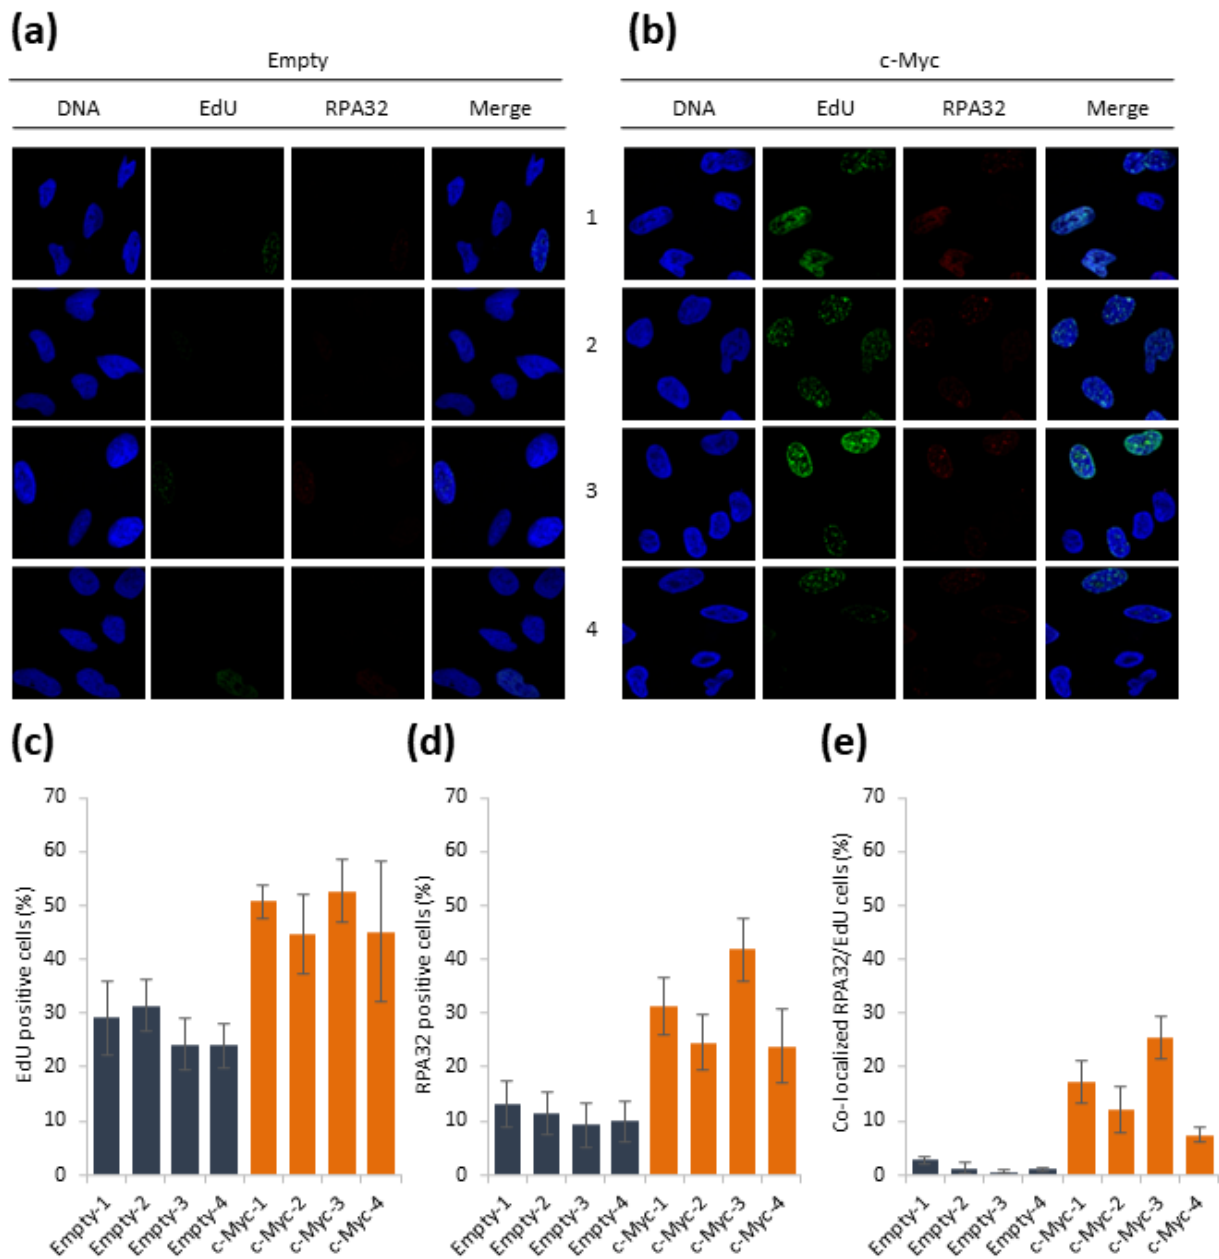 (a)
(b)
Empty
c-Myc
DNA EdU RPA32 Merge
DNA EdU RPA32 Merge
1
2
3
4
(c)
(d)
(e)
EdU positive cells (%)
70
60
50
40
30
20
10
0
Empty-1 Empty-2 Empty-3 Empty-4 c-Myc-1 c-Myc-2 c-Myc-3 c-Myc-4
RPA32 positive cells (%)
70
60
50
40
30
20
10
0
Empty-1 Empty-2 Empty-3 Empty-4 c-Myc-1 c-Myc-2 c-Myc-3 c-Myc-4
Co-localized RPA32/EdU cells (%)
70
60
50
40
30
20
10
0
Empty-1 Empty-2 Empty-3 Empty-4 c-Myc-1 c-Myc-2 c-Myc-3 c-Myc-4